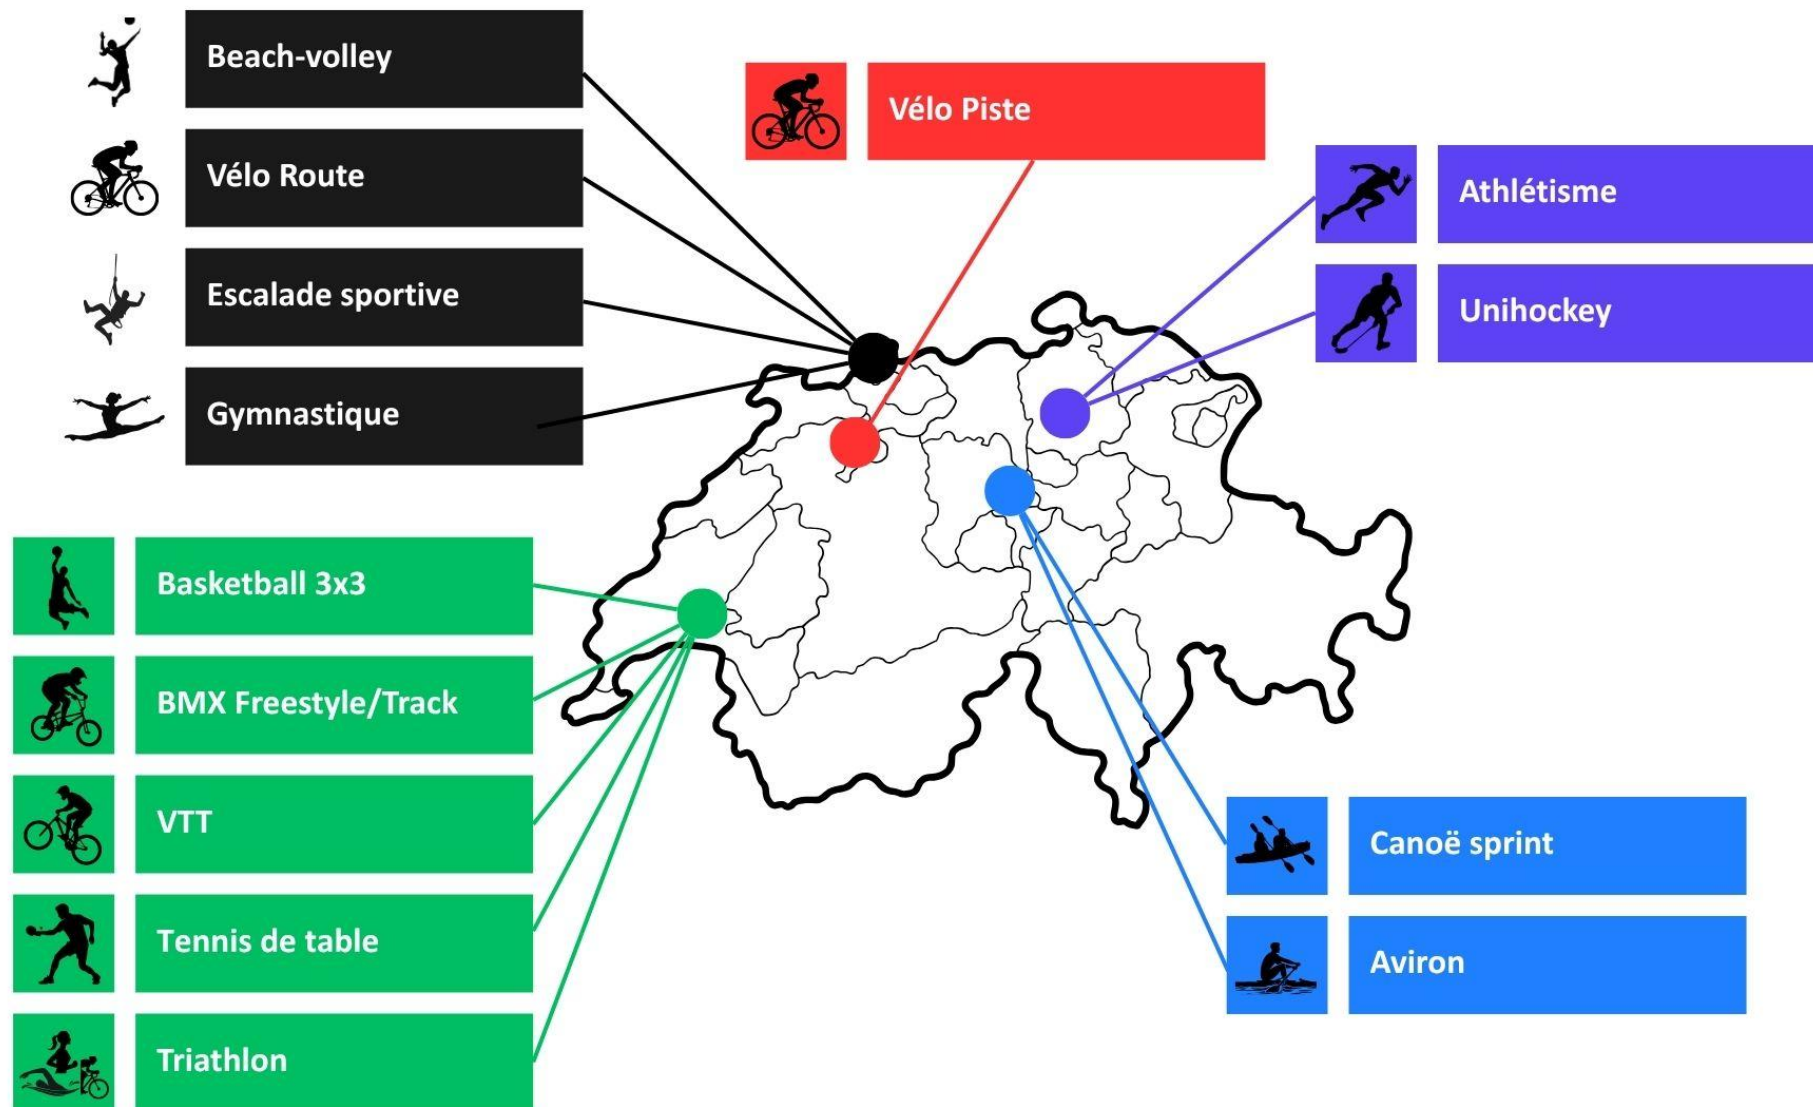 Beach-volley
Vélo Route
Escalade sportive
Gymnastique
Vélo Piste
Athlétisme
Unihockey
Basketball 3x3
BMX Freestyle/Track
VTT
Tennis de table
Triathlon
Canoë sprint
Aviron